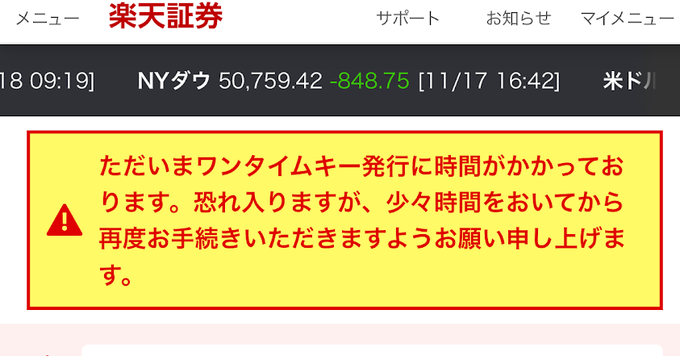 メニュー 楽天証券 サポート お知らせ マイメニュー
18 09:19] NYダウ 50,759.42 -848.75 [11/17 16:42] 米ドル
ただいまワンタイムキー発行に時間がかかってお
ります。恐れ入りますが、少々時間をおいてから
再度お手続きいただきますようお願い申し上げま
す。